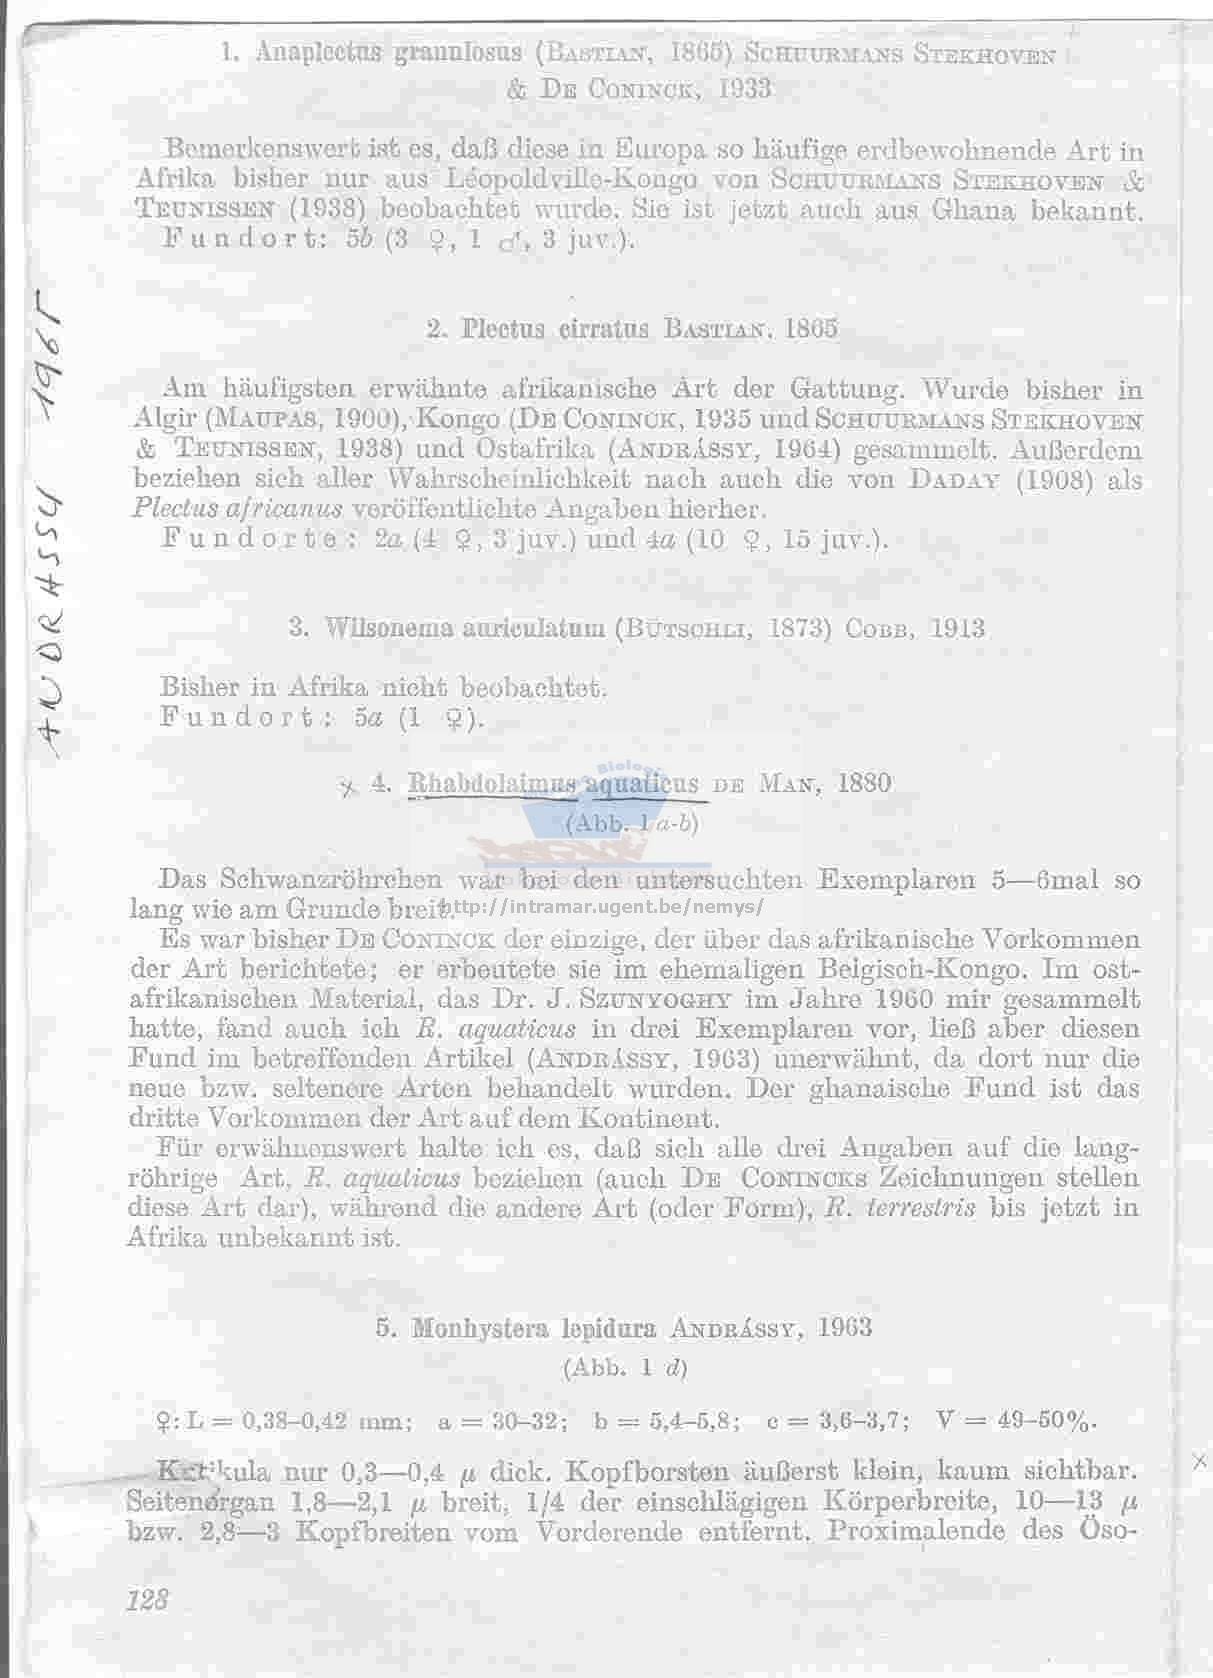 1. Anaplectus granulosus (BASTIAN, 1865) SCHUURMANS STEKHOVEN
& DE CONINCK, 1933
Bemerkenswert ist es, daß diese in Europa so häufige erdbewohnende Art in
Afrika bisher nur aus Léopoldville-Kongo von SCHUURMANS STEKHOVEN &
TEUNISSEN (1938) beobachtet wurde. Sie ist jetzt auch aus Ghana bekannt.
Fundort: 5b (3 ♀, 1 ♂, 3 juv.).
2. Plectus cirratus BASTIAN, 1865
Am häufigsten erwähnte afrikanische Art der Gattung. Wurde bisher in
Algir (MAUPAS, 1900), Kongo (DE CONINCK, 1935 und SCHUURMANS STEKHOVEN
& TEUNISSEN, 1938) und Ostafrika (ANDRÁSSY, 1964) gesammelt. Außerdem
beziehen sich aller Wahrscheinlichkeit nach auch die von DADAY (1908) als
Plectus africanus veröffentlichte Angaben hierher.
Fundorte: 2a (4 ♀, 3 juv.) und 4a (10 ♀, 15 juv.).
3. Wilsonema auriculatum (BÜTSCHLI, 1873) COBB, 1913
Bisher in Afrika nicht beobachtet.
Fundort: 5a (1 ♀).
ANDRASSY 1965
x 4. Rhabdolaimus aquaticus DE MAN, 1880
(Abb. 1 a-b)
Das Schwanzröhrchen war bei den untersuchten Exemplaren 5—6mal so
lang wie am Grunde breit.
http://intramar.ugent.be/nemys/
Es war bisher DE CONINCK der einzige, der über das afrikanische Vorkommen
der Art berichtete; er erbeutete sie im ehemaligen Belgisch-Kongo. Im ost-
afrikanischen Material, das Dr. J. SZUNYOGHY im Jahre 1960 mir gesammelt
hatte, fand auch ich R. aquaticus in drei Exemplaren vor, ließ aber diesen
Fund im betreffenden Artikel (ANDRÁSSY, 1963) unerwähnt, da dort nur die
neue bzw. seltenere Arten behandelt wurden. Der ghanaische Fund ist das
dritte Vorkommen der Art auf dem Kontinent.
Für erwähnenswert halte ich es, daß sich alle drei Angaben auf die lang-
röhrige Art, R. aquaticus beziehen (auch DE CONINCKS Zeichnungen stellen
diese Art dar), während die andere Art (oder Form), R. terrestris bis jetzt in
Afrika unbekannt ist.
5. Monhystera lepidura ANDRÁSSY, 1963
(Abb. 1 d)
♀: L = 0,38–0,42 mm; a = 30–32; b = 5,4–5,8; c = 3,6–3,7; V = 49–50%.
Kutikula nur 0,3—0,4 μ dick. Kopfborsten äußerst klein, kaum sichtbar. x
Seitenorgan 1,8—2,1 μ breit, 1/4 der einschlägigen Körperbreite, 10—13 μ
bzw. 2,8—3 Kopfbreiten vom Vorderende entfernt. Proximalende des Öso-
128